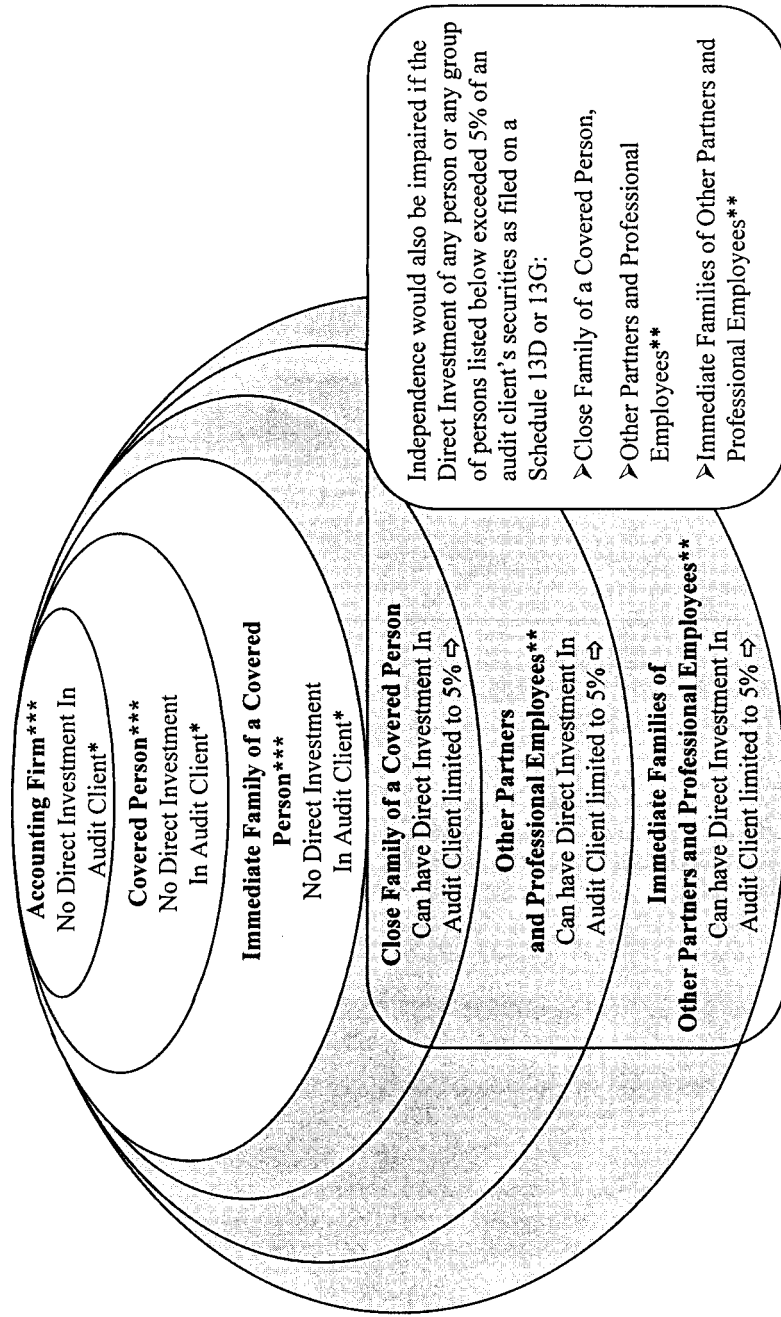 Accounting Firm***
No Direct Investment In
Audit Client*
Covered Person***
No Direct Investment
In Audit Client*
Immediate Family of a Covered
Person***
No Direct Investment
In Audit Client*
Close Family of a Covered Person
Can have Direct Investment In
Audit Client limited to 5% ⇨
Other Partners
and Professional Employees**
Can have Direct Investment In
Audit Client limited to 5% ⇨
Immediate Families of
Other Partners and Professional Employees**
Can have Direct Investment In
Audit Client limited to 5% ⇨
Independence would also be impaired if the
Direct Investment of any person or any group
of persons listed below exceeded 5% of an
audit client's securities as filed on a
Schedule 13D or 13G:
➢Close Family of a Covered Person,
➢Other Partners and Professional
Employees**
➢Immediate Families of Other Partners and
Professional Employees**